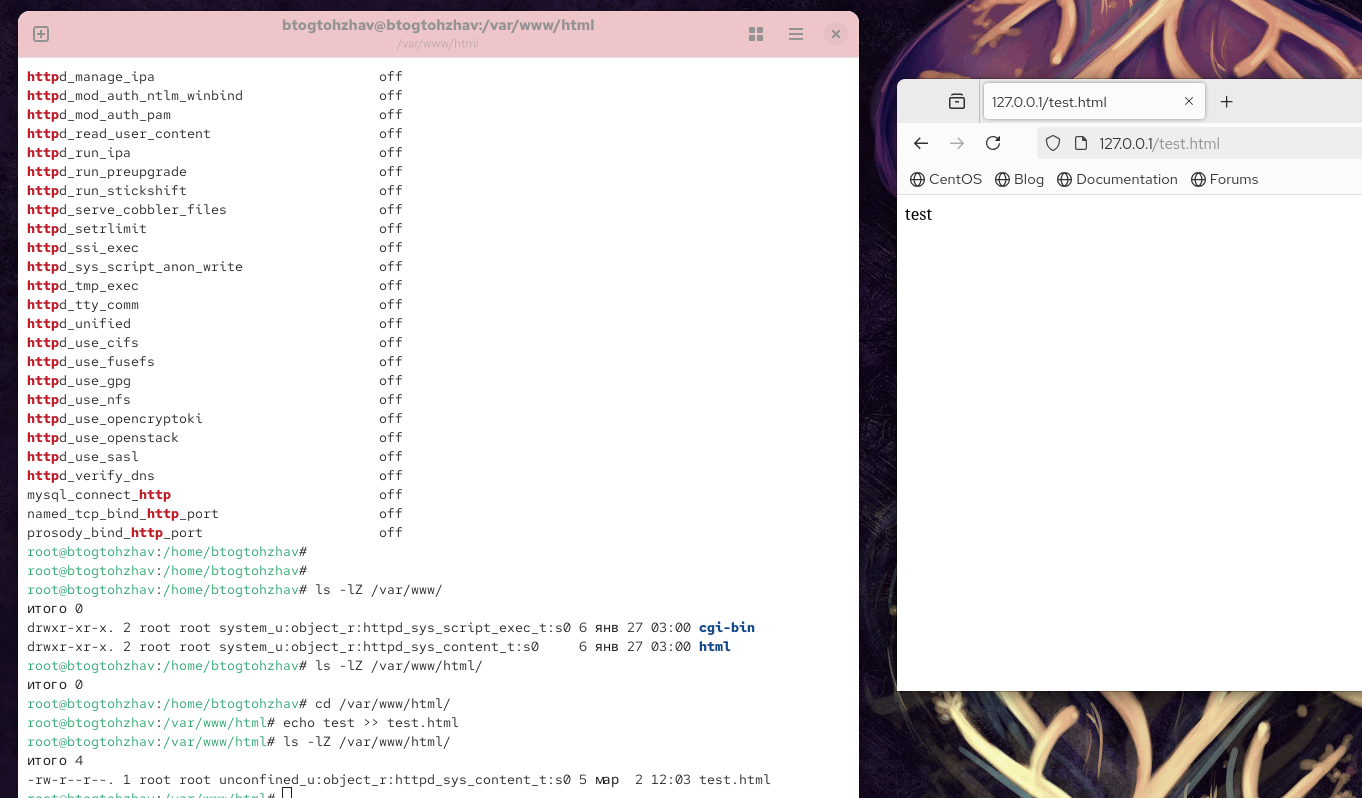 btogtohzhav@btogtohzhav:/var/www/html
/var/www/html
httpd_manage_ipa off
httpd_mod_auth_ntlm_winbind off
httpd_mod_auth_pam off
httpd_read_user_content off
httpd_run_ipa off
httpd_run_preupgrade off
httpd_run_stickshift off
httpd_serve_cobbler_files off
httpd_setrlimit off
httpd_ssi_exec off
httpd_sys_script_anon_write off
httpd_tmp_exec off
httpd_tty_comm off
httpd_unified off
httpd_use_cifs off
httpd_use_fusefs off
httpd_use_gpg off
httpd_use_nfs off
httpd_use_opencryptoki off
httpd_use_openstack off
httpd_use_sasl off
httpd_verify_dns off
mysql_connect_http off
named_tcp_bind_http_port off
prosody_bind_http_port off
root@btogtohzhav:/home/btogtohzhav#
root@btogtohzhav:/home/btogtohzhav#
root@btogtohzhav:/home/btogtohzhav# ls -lZ /var/www/
итого 0
drwxr-xr-x. 2 root root system_u:object_r:httpd_sys_script_exec_t:s0 6 янв 27 03:00 cgi-bin
drwxr-xr-x. 2 root root system_u:object_r:httpd_sys_content_t:s0 6 янв 27 03:00 html
root@btogtohzhav:/home/btogtohzhav# ls -lZ /var/www/html/
итого 0
root@btogtohzhav:/home/btogtohzhav# cd /var/www/html/
root@btogtohzhav:/var/www/html# echo test >> test.html
root@btogtohzhav:/var/www/html# ls -lZ /var/www/html/
итого 4
-rw-r--r--. 1 root root unconfined_u:object_r:httpd_sys_content_t:s0 5 мар 2 12:03 test.html
root@btogtohzhav:/var/www/html#
127.0.0.1/test.html
127.0.0.1/test.html
CentOS Blog Documentation Forums
test